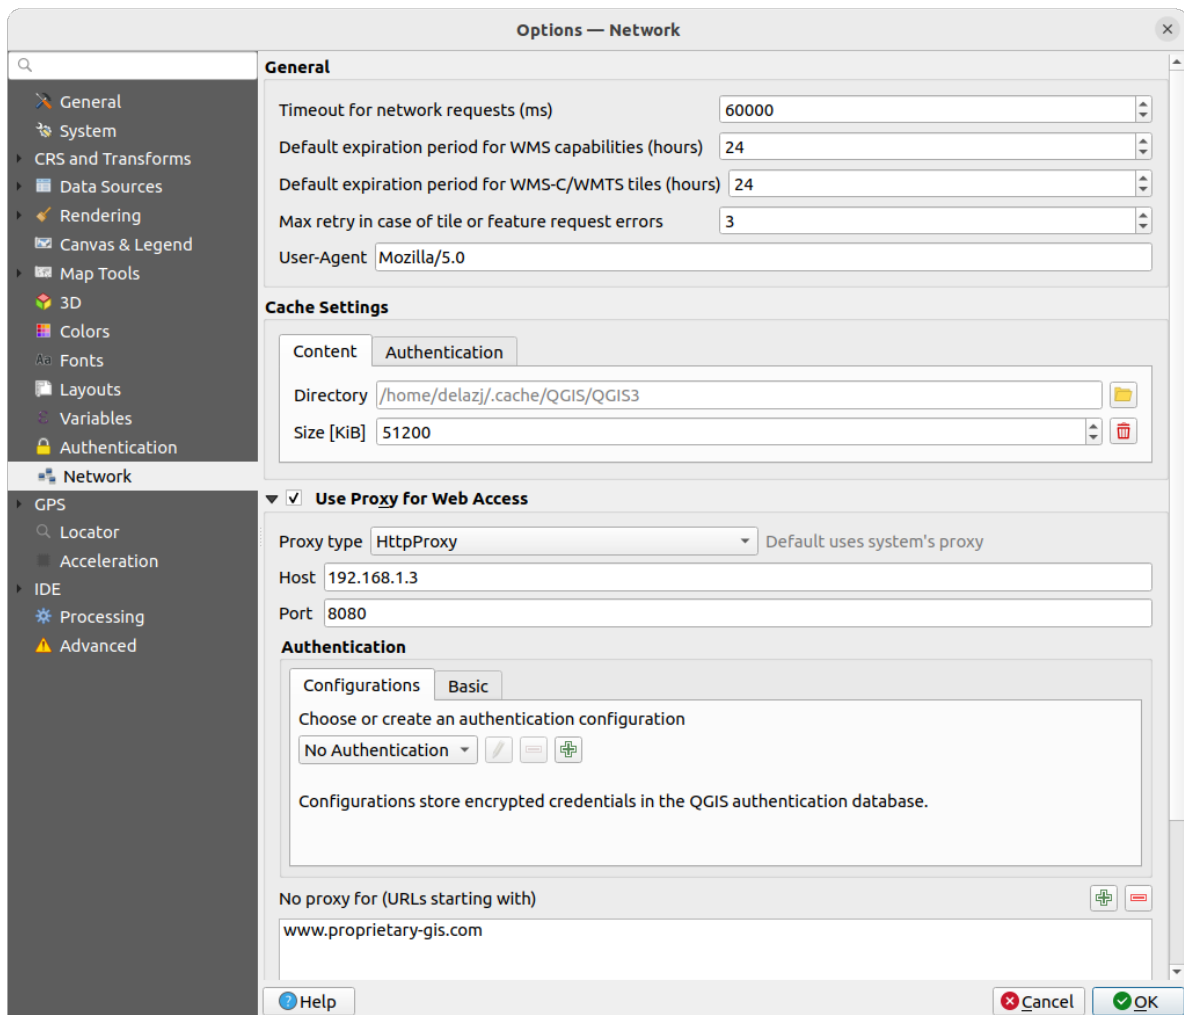 Options — Network
General
System
CRS and Transforms
Data Sources
Rendering
Canvas & Legend
Map Tools
3D
Colors
Aa Fonts
Layouts
Variables
Authentication
Network
GPS
Locator
Acceleration
IDE
Processing
Advanced
General
Timeout for network requests (ms) 60000
Default expiration period for WMS capabilities (hours) 24
Default expiration period for WMS-C/WMTS tiles (hours) 24
Max retry in case of tile or feature request errors 3
User-Agent Mozilla/5.0
Cache Settings
Content Authentication
Directory /home/delazj/.cache/QGIS/QGIS3
Size [KiB] 51200
Use Proxy for Web Access
Proxy type HttpProxy Default uses system's proxy
Host 192.168.1.3
Port 8080
Authentication
Configurations Basic
Choose or create an authentication configuration
No Authentication
Configurations store encrypted credentials in the QGIS authentication database.
No proxy for (URLs starting with)
www.proprietary-gis.com
Help Cancel OK